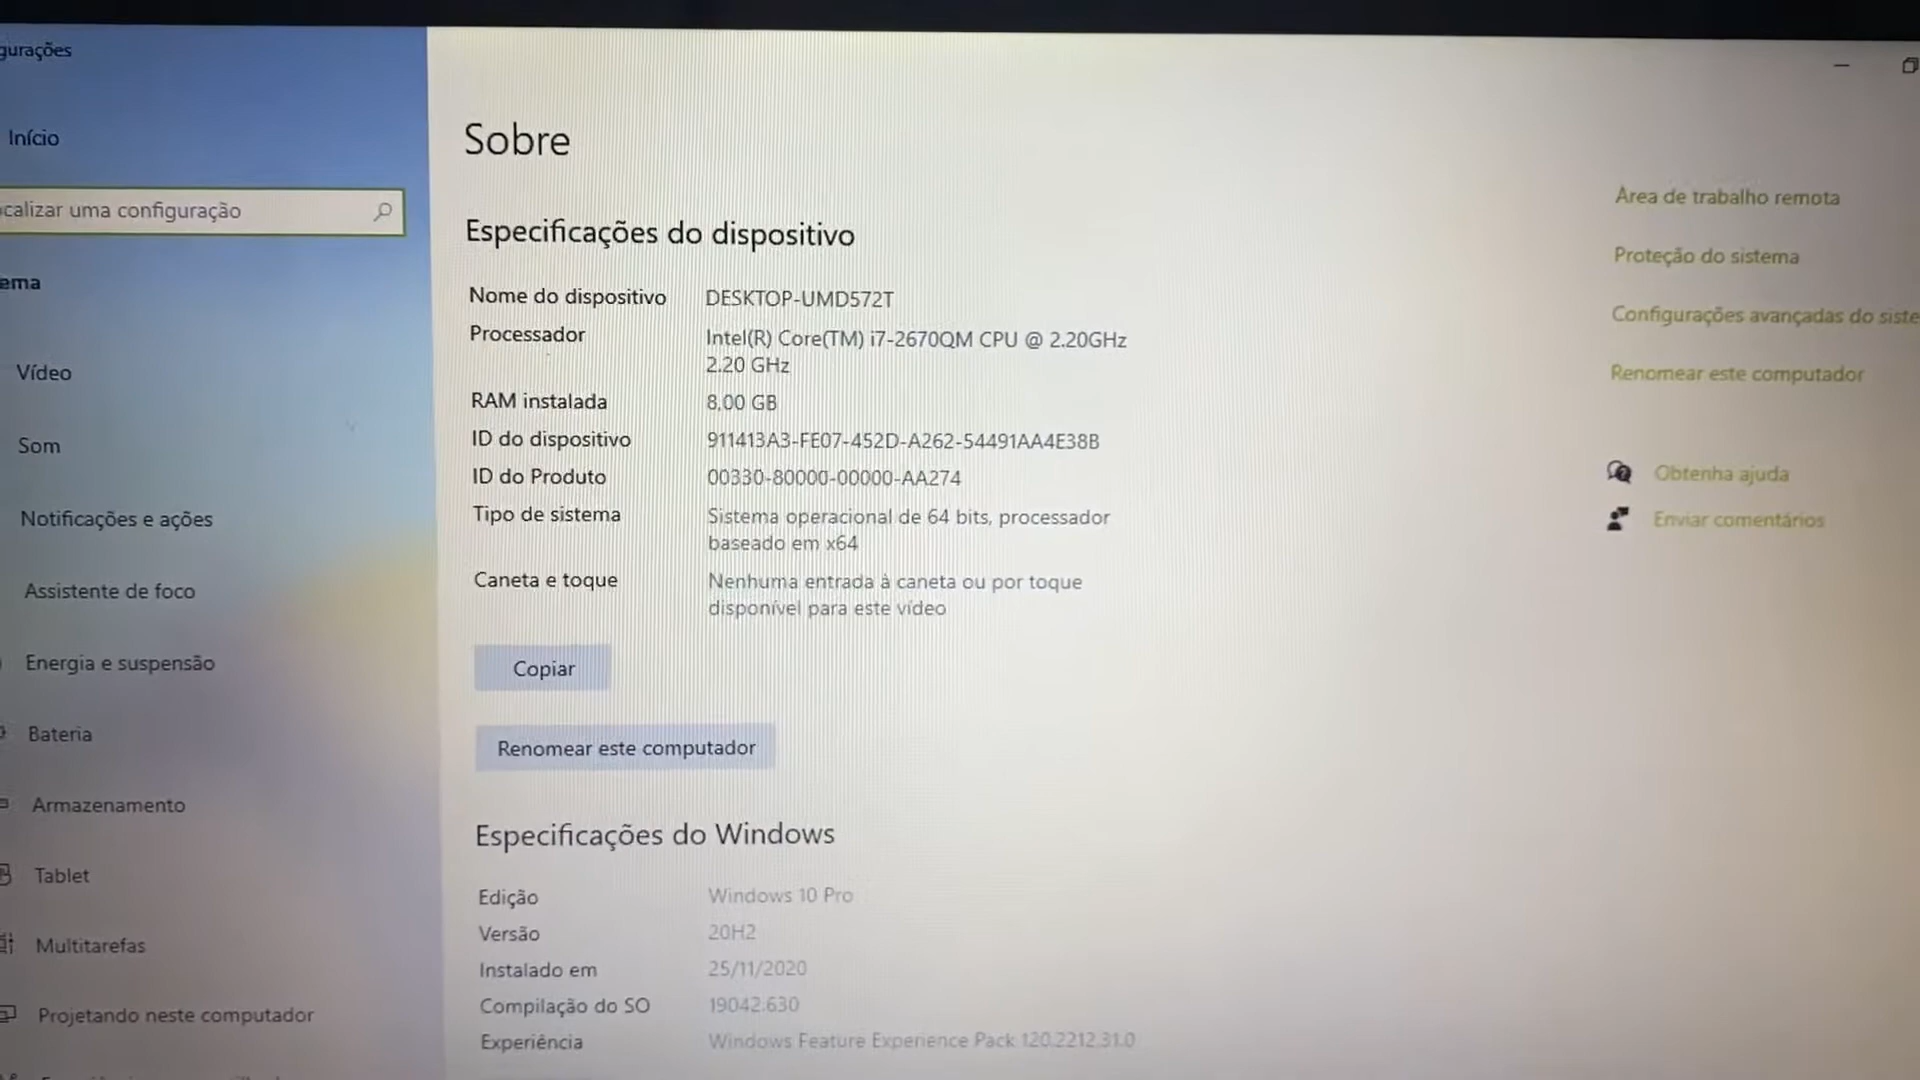 gurações
Início
calizar uma configuração
ema
Vídeo
Som
Notificações e ações
Assistente de foco
Energia e suspensão
Bateria
Armazenamento
Tablet
Multitarefas
Projetando neste computador
Sobre
Especificações do dispositivo
Nome do dispositivo DESKTOP-UMD572T
Processador Intel(R) Core(TM) i7-2670QM CPU @ 2.20GHz
2.20 GHz
RAM instalada 8,00 GB
ID do dispositivo 911413A3-FE07-452D-A262-54491AA4E38B
ID do Produto 00330-80000-00000-AA274
Tipo de sistema Sistema operacional de 64 bits, processador
baseado em x64
Caneta e toque Nenhuma entrada à caneta ou por toque
disponível para este vídeo
Copiar
Renomear este computador
Especificações do Windows
Edição Windows 10 Pro
Versão 20H2
Instalado em 25/11/2020
Compilação do SO 19042.630
Experiência Windows Feature Experience Pack 120.2212.31.0
Área de trabalho remota
Proteção do sistema
Configurações avançadas do siste
Renomear este computador
Obtenha ajuda
Enviar comentários